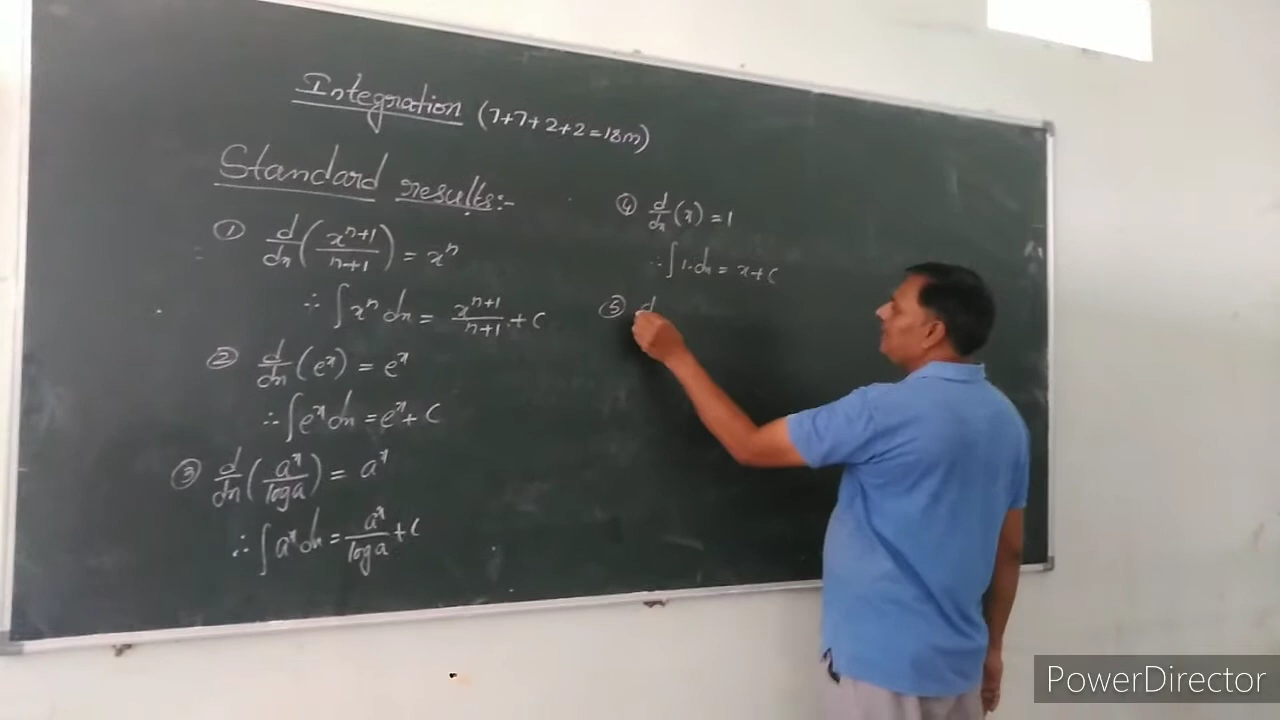 Integration (7+7+2+2=18m)
Standard results:-
① d/dx (x^(n+1)/(n+1)) = x^n
∴ ∫ x^n dx = x^(n+1)/(n+1) + C
② d/dx (e^x) = e^x
∴ ∫ e^x dx = e^x + C
③ d/dx (a^x/log a) = a^x
∴ ∫ a^x dx = a^x/log a + C
④ d/dx (x) = 1
∴ ∫ 1. dx = x + C
⑤ d
PowerDirector